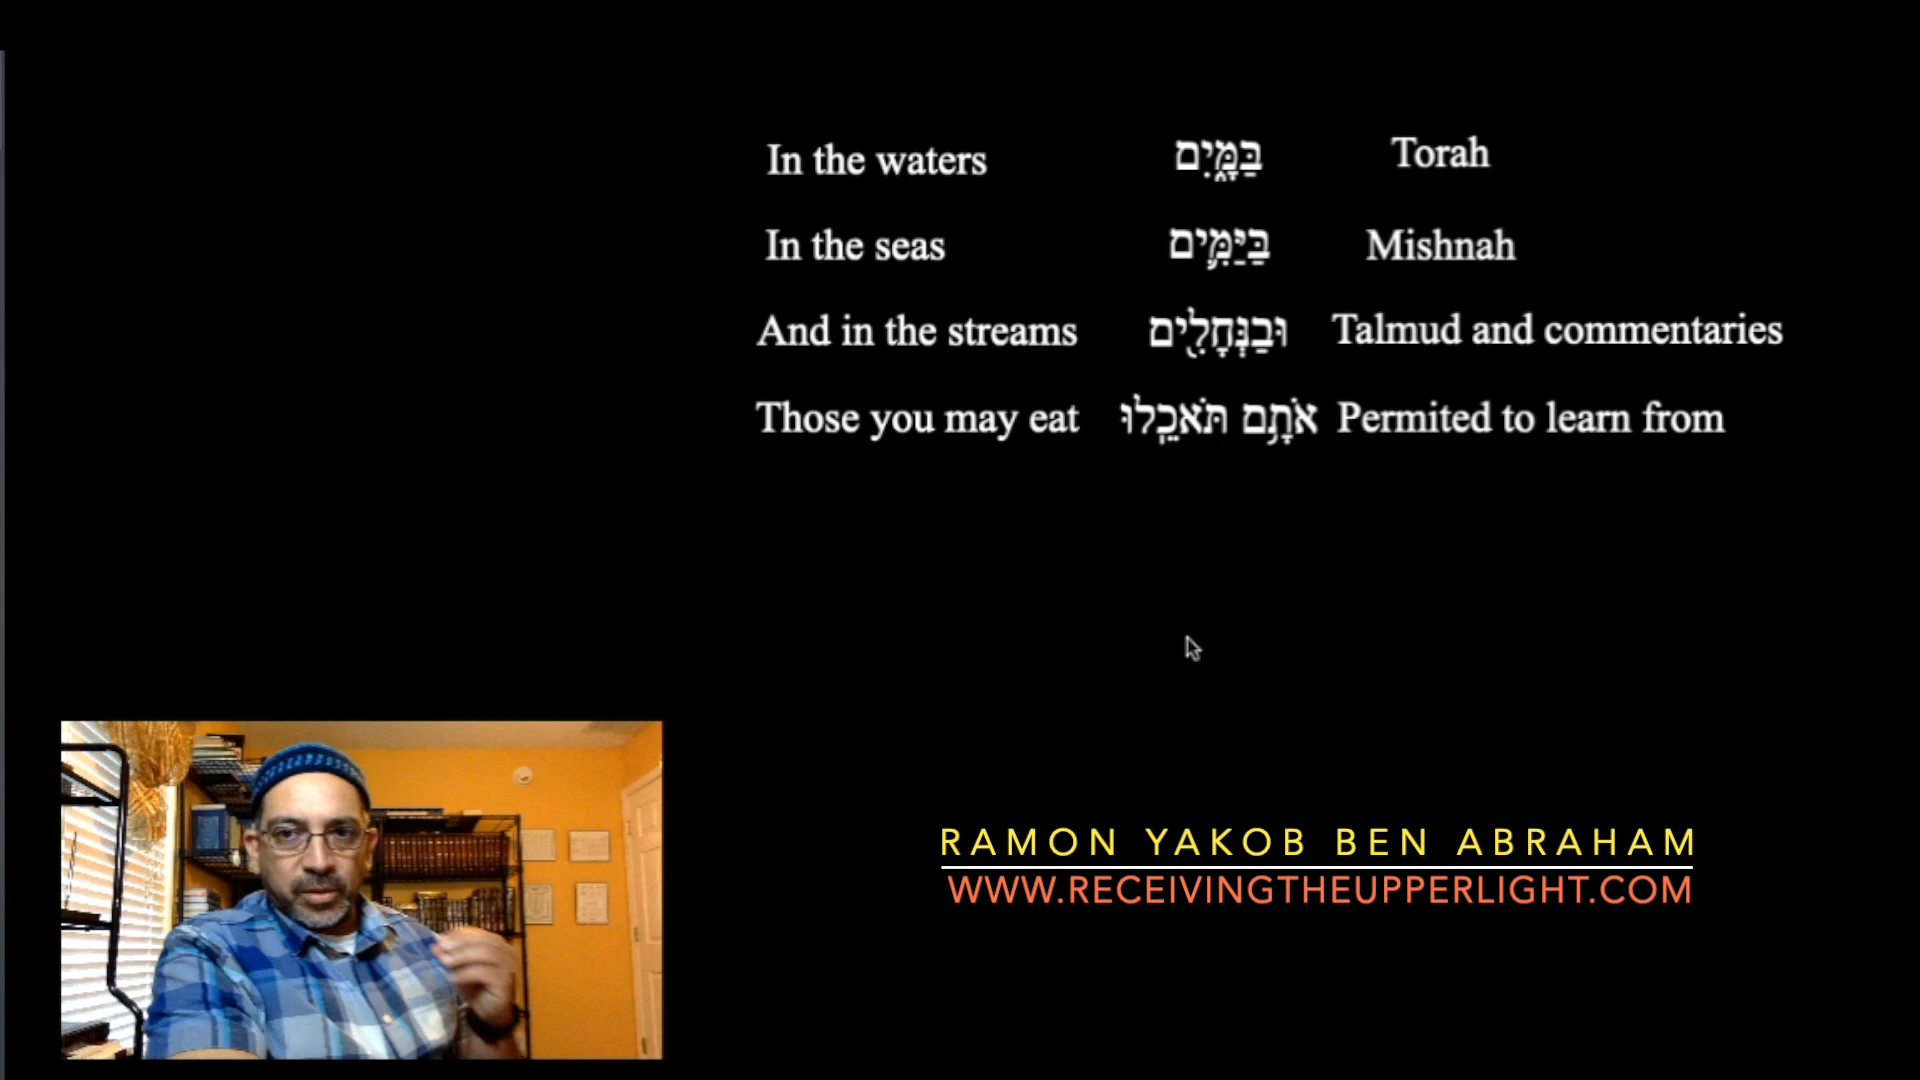 In the waters בַּמָּ֑יִם Torah
In the seas בַּיַּמִּ֖ים Mishnah
And in the streams וּבַנְּחָלִ֖ים Talmud and commentaries
Those you may eat אֹתָ֥ם תֹּאכֵֽלוּ Permited to learn from
RAMON YAKOB BEN ABRAHAM
WWW.RECEIVINGTHEUPPERLIGHT.COM